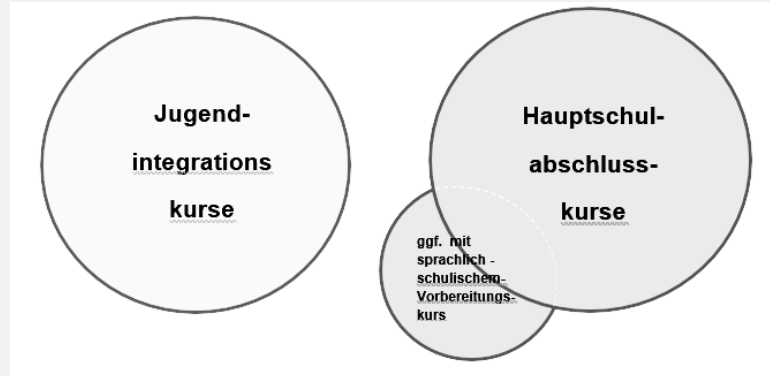 Jugend-
integrations
kurse
Hauptschul-
abschluss-
kurse
ggf. mit
sprachlich -
schulischem-
Vorbereitungs-
kurs